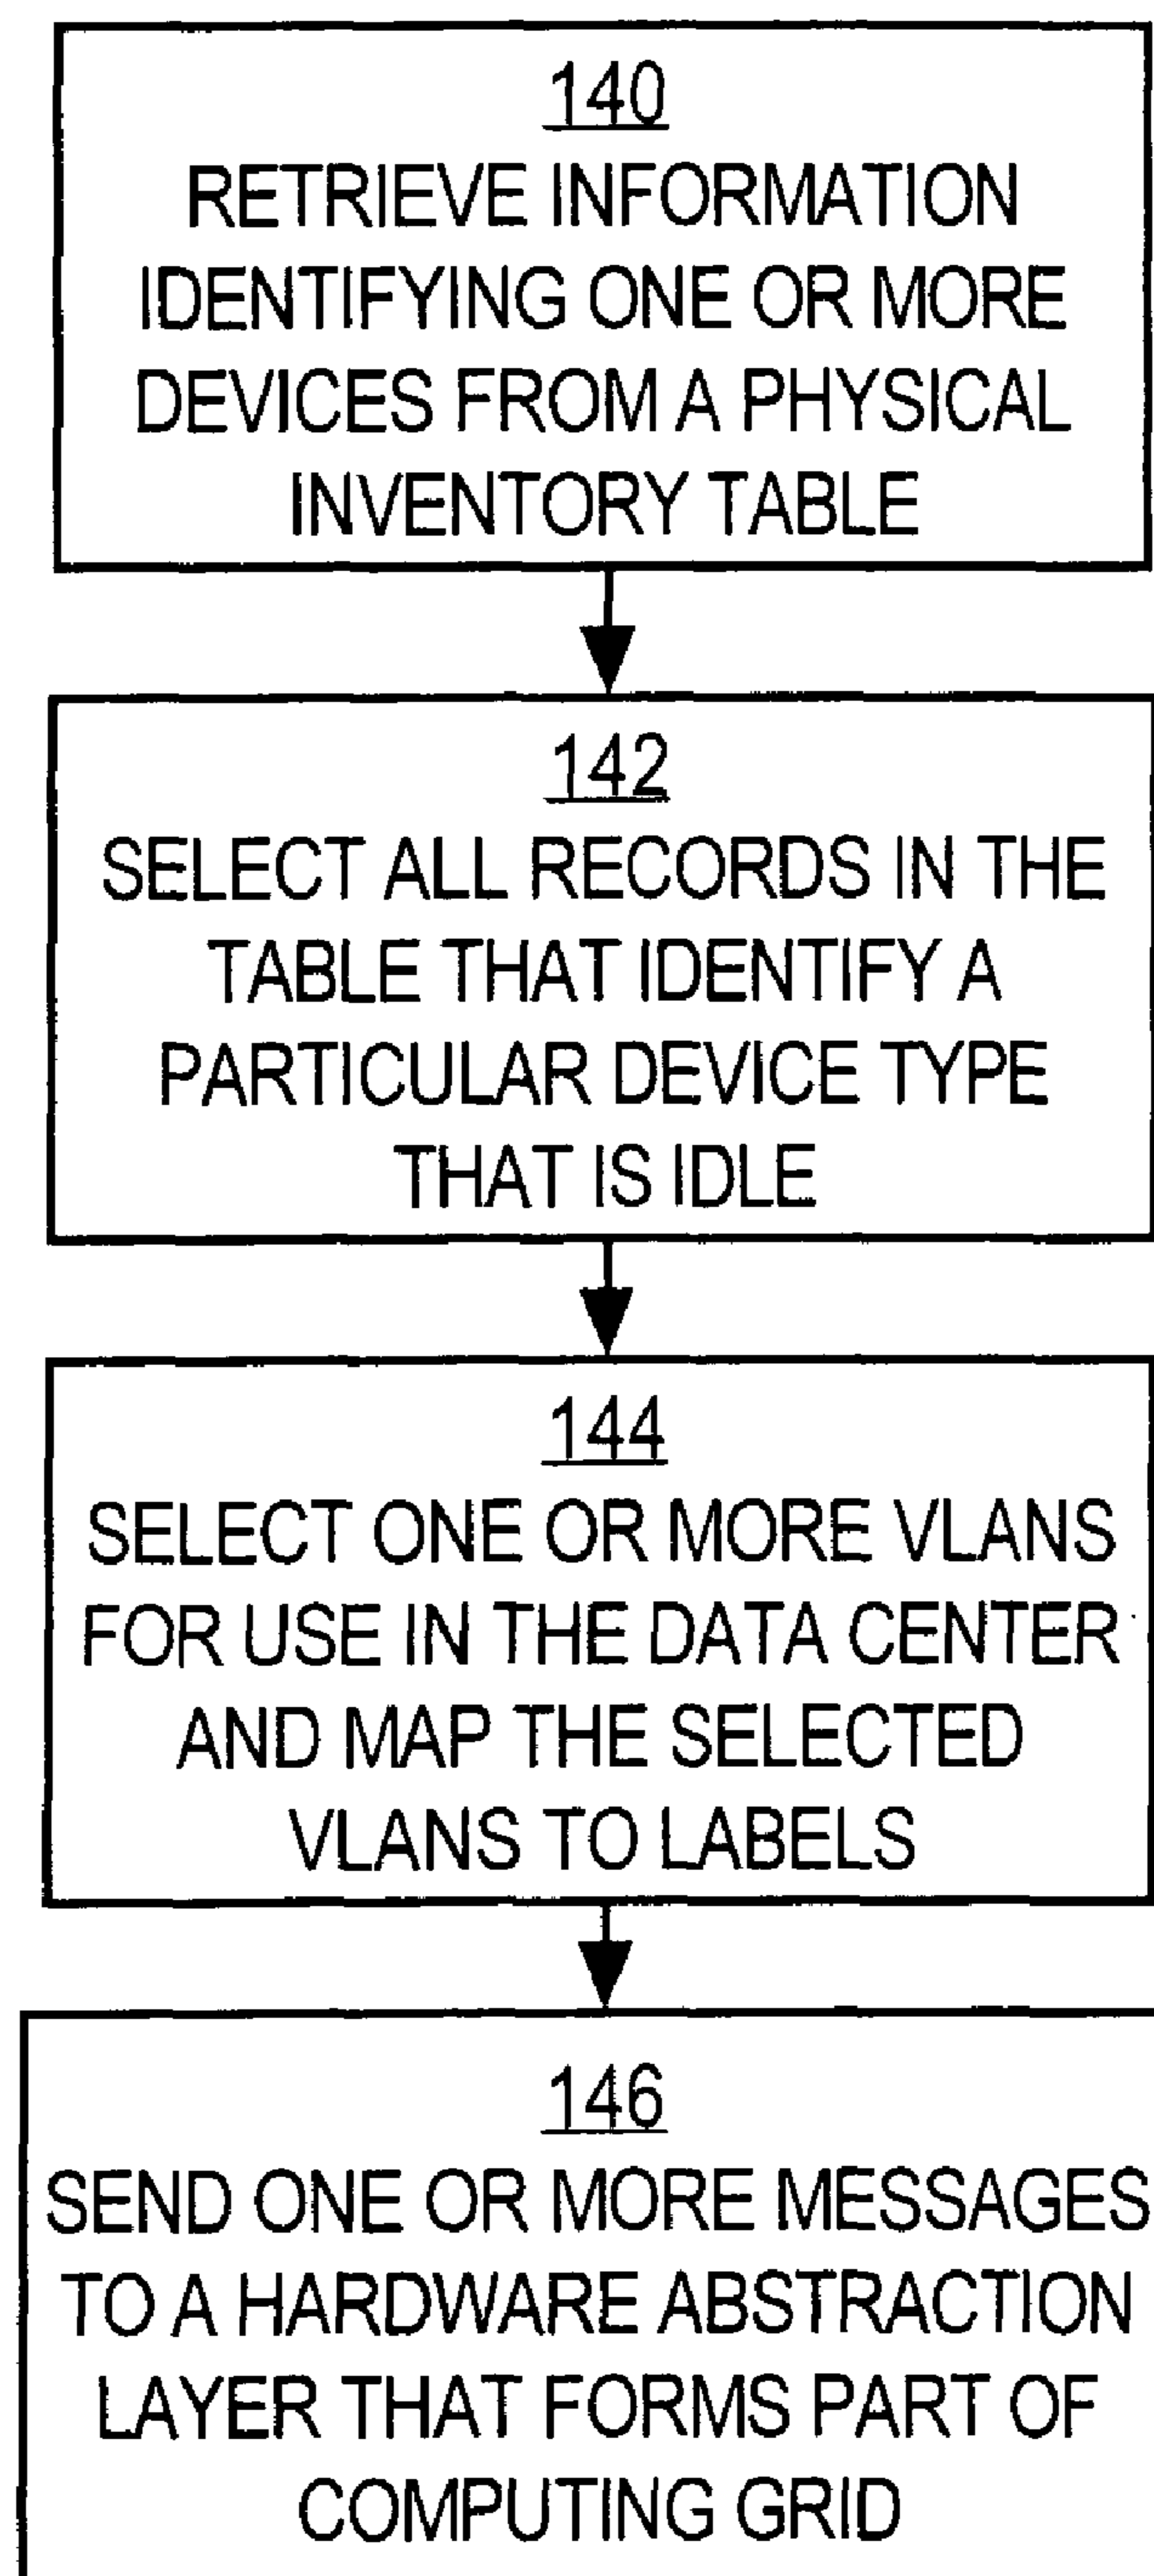 140
RETRIEVE INFORMATION
IDENTIFYING ONE OR MORE
DEVICES FROM A PHYSICAL
INVENTORY TABLE
142
SELECT ALL RECORDS IN THE
TABLE THAT IDENTIFY A
PARTICULAR DEVICE TYPE
THAT IS IDLE
144
SELECT ONE OR MORE VLANS
FOR USE IN THE DATA CENTER
AND MAP THE SELECTED
VLANS TO LABELS
146
SEND ONE OR MORE MESSAGES
TO A HARDWARE ABSTRACTION
LAYER THAT FORMS PART OF
COMPUTING GRID